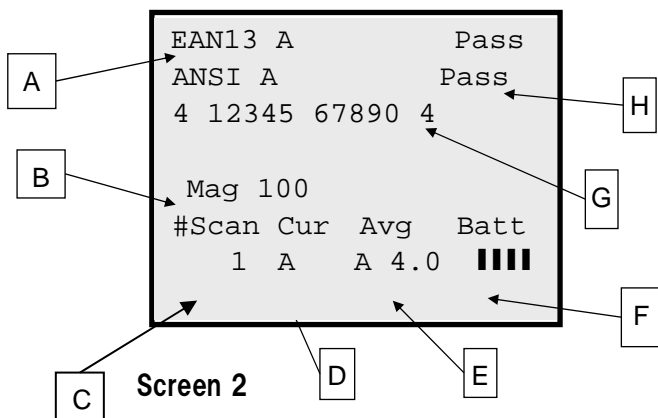 EAN13 A Pass
ANSI A Pass
4 12345 67890 4
Mag 100
#Scan Cur Avg Batt
1 A A 4.0
A
B
C
D
E
F
G
H
Screen 2